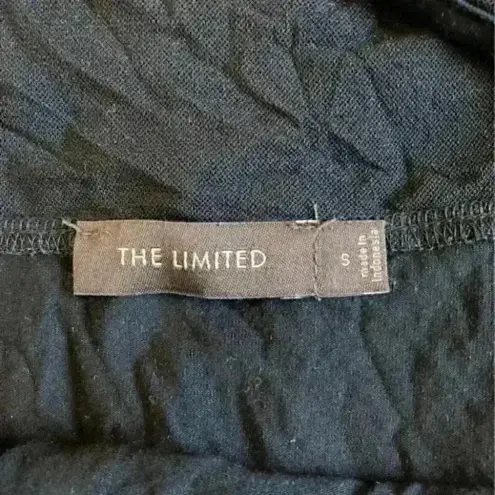 THE LIMITED
S
made in
Indonesia